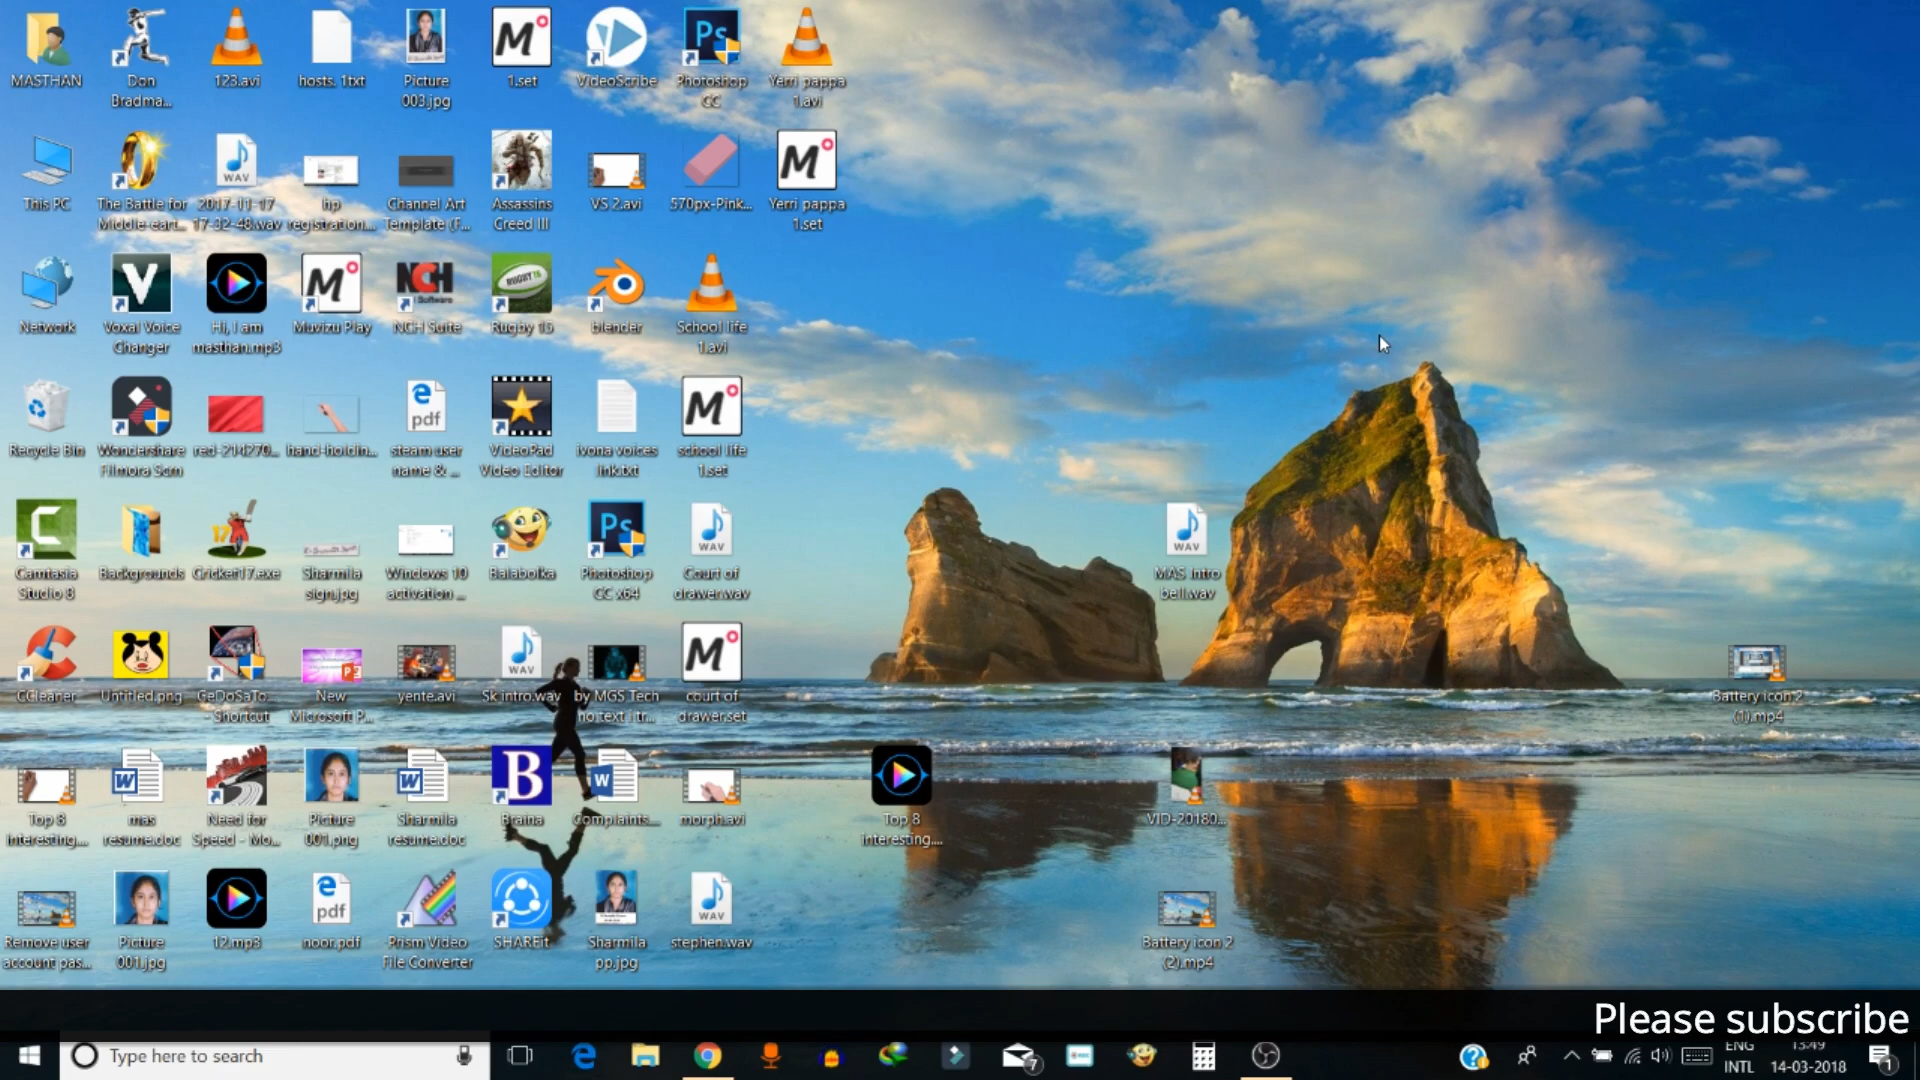 MASTHAN
Don
Bradma...
123.avi
hosts. 1txt
Picture
003.jpg
1.set
VideoScribe
Photoshop
CC
Yerri pappa
1.avi
This PC
The Battle for
Middle-eart...
2017-11-17
17-32-48.wav
hp
registration...
Channel Art
Template (F...
Assassins
Creed III
VS 2.avi
570px-Pink...
Yerri pappa
1.set
Network
Voxal Voice
Changer
Hi, I am
masthan.mp3
Muvizu Play
NCH Suite
Rugby 15
blender
School life
1.avi
Recycle Bin
Wondershare
Filmora Scrn
red-214270...
hand-holdin...
steam user
name & ...
VideoPad
Video Editor
ivona voices
link.txt
school life
1.set
Camtasia
Studio 8
Backgrounds
Cricket17.exe
Sharmila
sign.jpg
Windows 10
activation ...
Balabolka
Photoshop
CC x64
Court of
drawer.wav
MAS intro
bell.wav
CCleaner
Untitled.png
GeDoSaTo
- Shortcut
New
Microsoft P...
yente.avi
Sk intro.wav
by MGS Tech
no text itr...
court of
drawer.set
Battery icon 2
(1).mp4
Top 8
interesting....
mas
resume.doc
Need for
Speed - Mo...
Picture
001.png
Sharmila
resume.doc
Braina
Complaints....
morph.avi
Top 8
interesting....
VID-20180...
Remove user
account pas...
Picture
001.jpg
12.mp3
noor.pdf
Prism Video
File Converter
SHAREit
Sharmila
pp.jpg
stephen.wav
Battery icon 2
(2).mp4
Please subscribe
Type here to search
7
ENG
INTL
13:49
14-03-2018
1